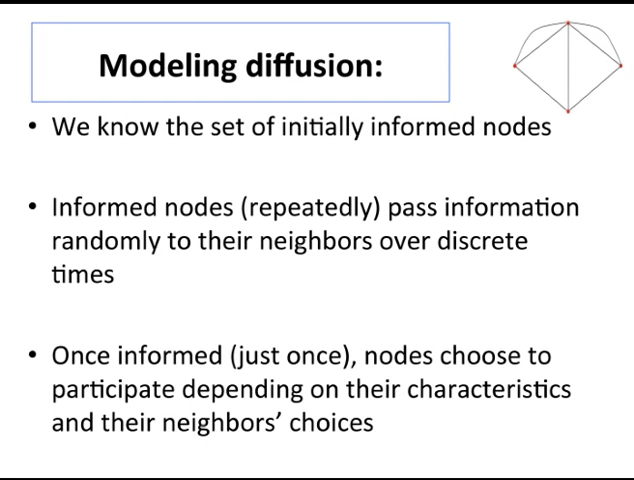 Modeling diffusion:
• We know the set of initially informed nodes
• Informed nodes (repeatedly) pass information
randomly to their neighbors over discrete
times
• Once informed (just once), nodes choose to
participate depending on their characteristics
and their neighbors’ choices